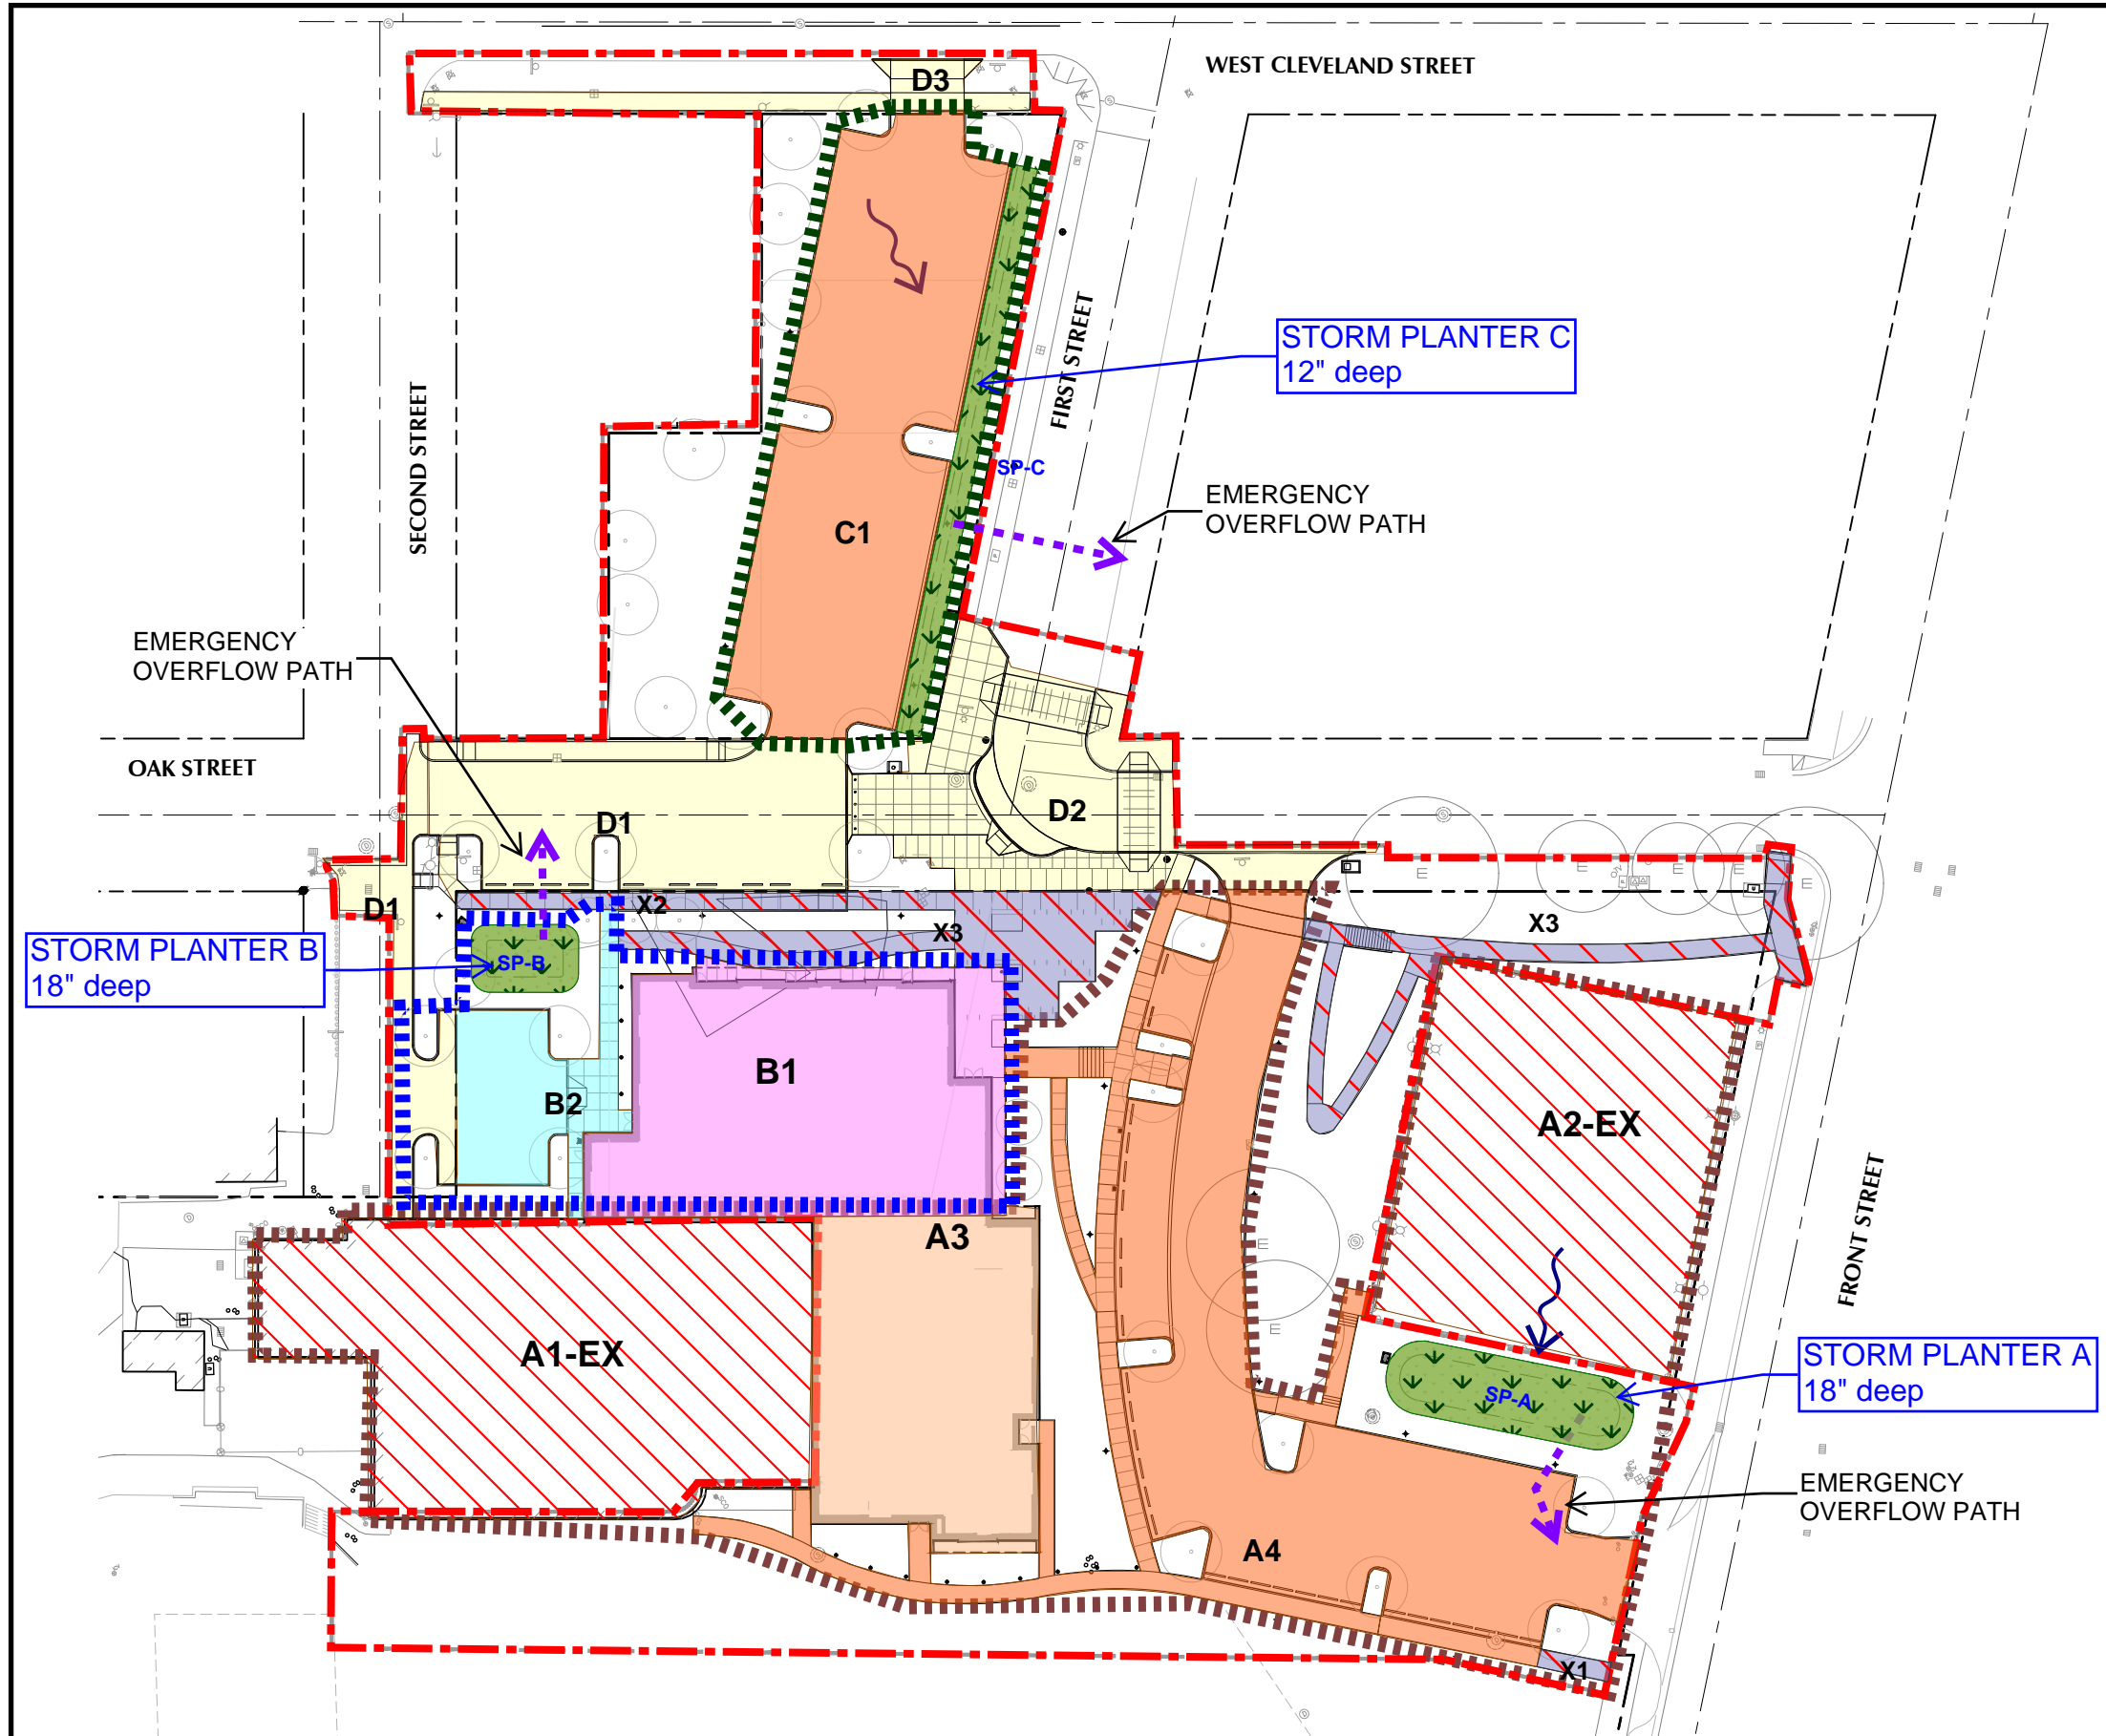 WEST CLEVELAND STREET
D3
STORM PLANTER C
12" deep
FIRST STREET
SECOND STREET
SP-C
EMERGENCY
OVERFLOW PATH
C1
EMERGENCY
OVERFLOW PATH
OAK STREET
D1
D2
D1
X2
X3
X3
STORM PLANTER B
18" deep
SP-B
B1
B2
A2-EX
A3
FRONT STREET
A1-EX
STORM PLANTER A
18" deep
SP-A
EMERGENCY
OVERFLOW PATH
A4
X1